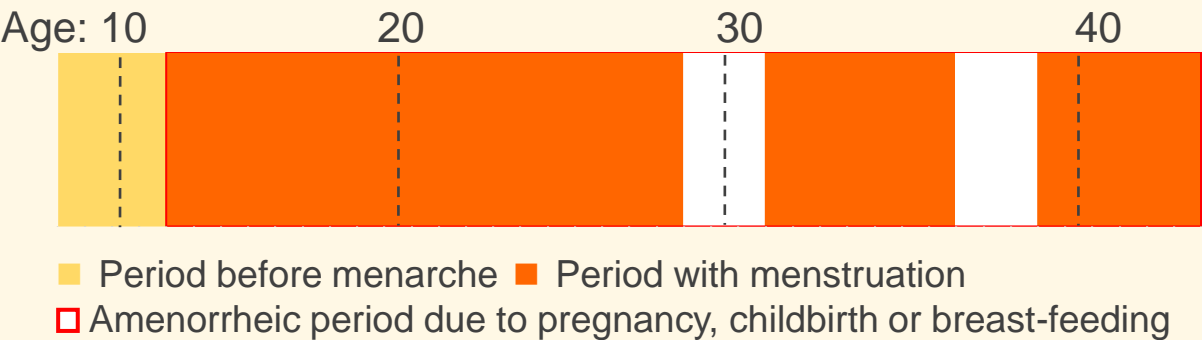 Age: 10 20 30 40
Period before menarche Period with menstruation
Amenorrheic period due to pregnancy, childbirth or breast-feeding